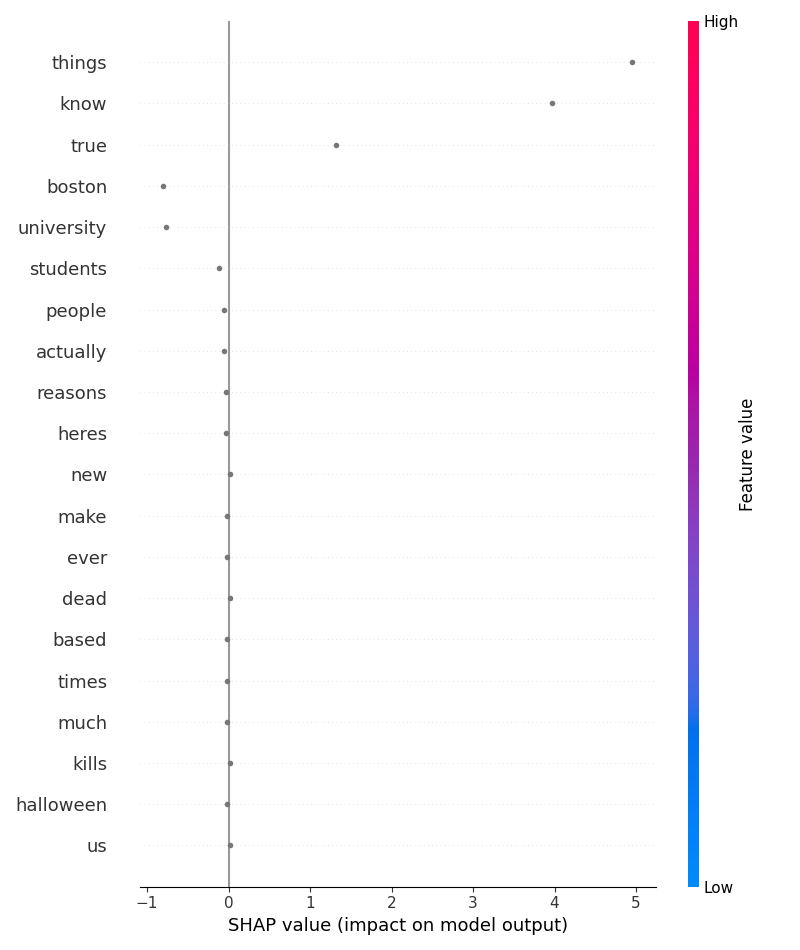 High
things
know
true
boston
university
students
people
actually
reasons
heres
new
make
ever
dead
based
times
much
kills
halloween
us
Feature value
Low
−1 0 1 2 3 4 5
SHAP value (impact on model output)